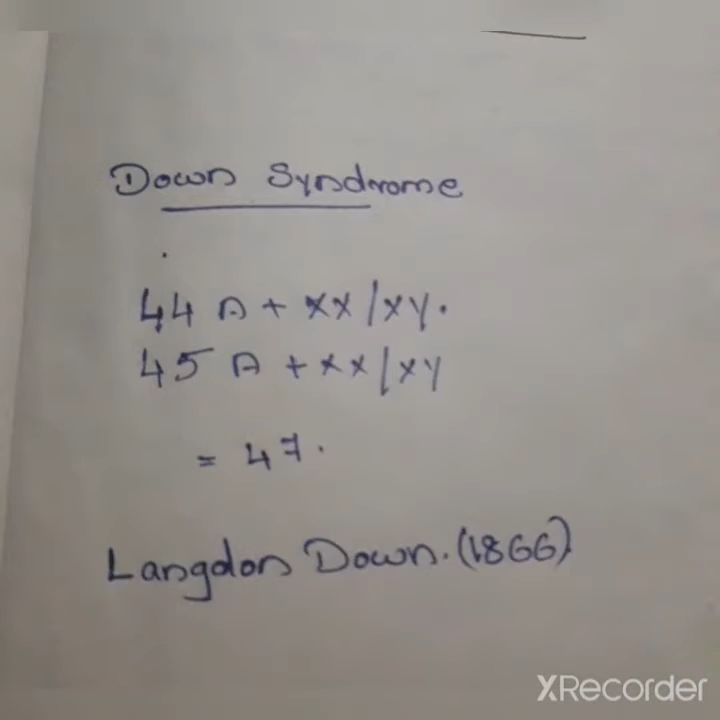 Down Syndrome
44 A + XX/XY.
45 A + XX/XY
= 47.
Langdon Down. (1866)
XRecorder